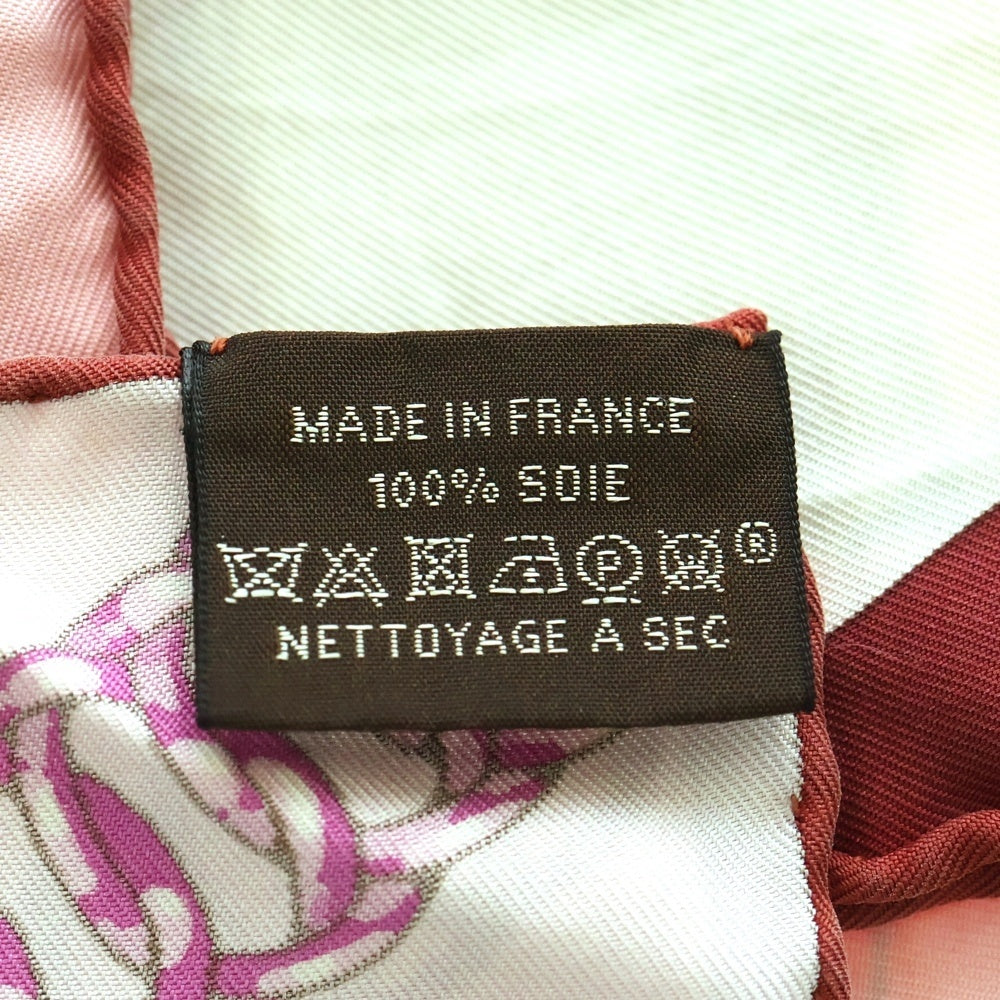 MADE IN FRANCE
100% SOIE
P W ®
NETTOYAGE A SEC